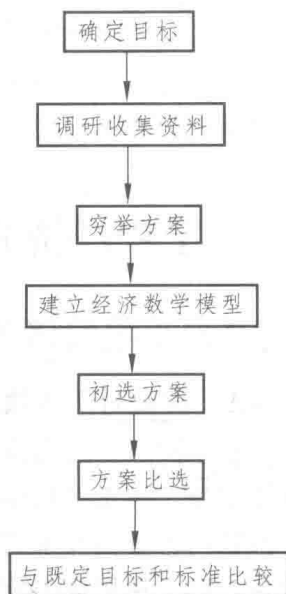 确定目标
调研收集资料
穷举方案
建立经济数学模型
初选方案
方案比选
与既定目标和标准比较